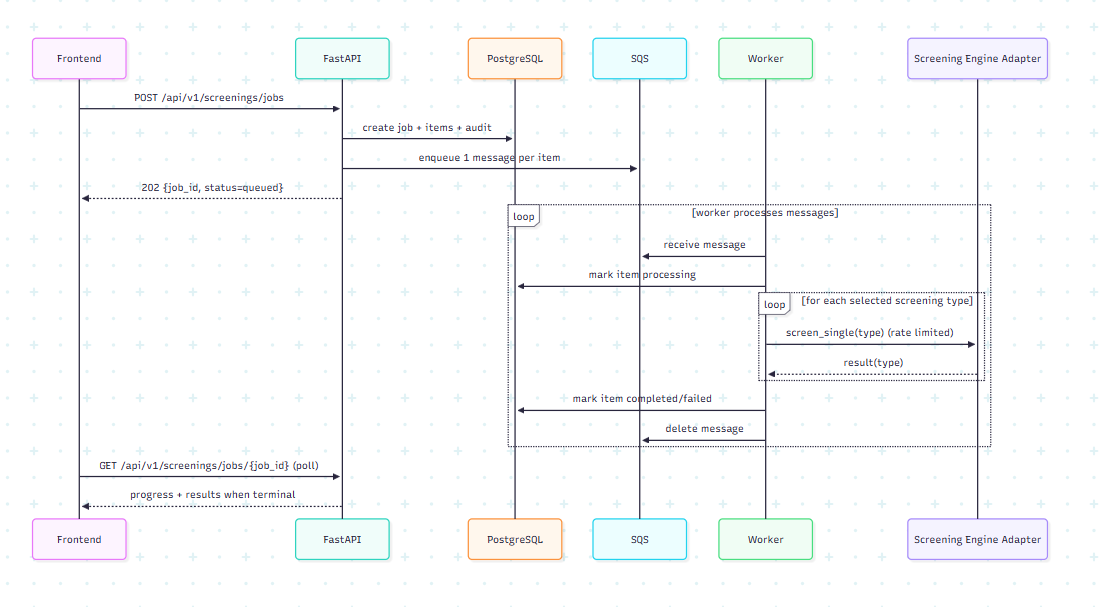 Frontend
FastAPI
PostgreSQL
SQS
Worker
Screening Engine Adapter
POST /api/v1/screenings/jobs
create job + items + audit
enqueue 1 message per item
202 {job_id, status=queued}
loop
[worker processes messages]
receive message
mark item processing
loop
[for each selected screening type]
screen_single(type) (rate limited)
result(type)
mark item completed/failed
delete message
GET /api/v1/screenings/jobs/{job_id} (poll)
progress + results when terminal
Frontend
FastAPI
PostgreSQL
SQS
Worker
Screening Engine Adapter